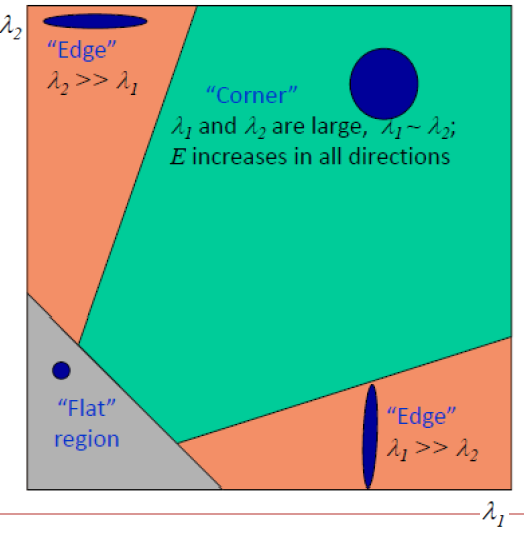 λ2
“Edge”
λ2 >> λ1
“Corner”
λ1 and λ2 are large, λ1 ~ λ2;
E increases in all directions
“Flat”
region
“Edge”
λ1 >> λ2
λ1